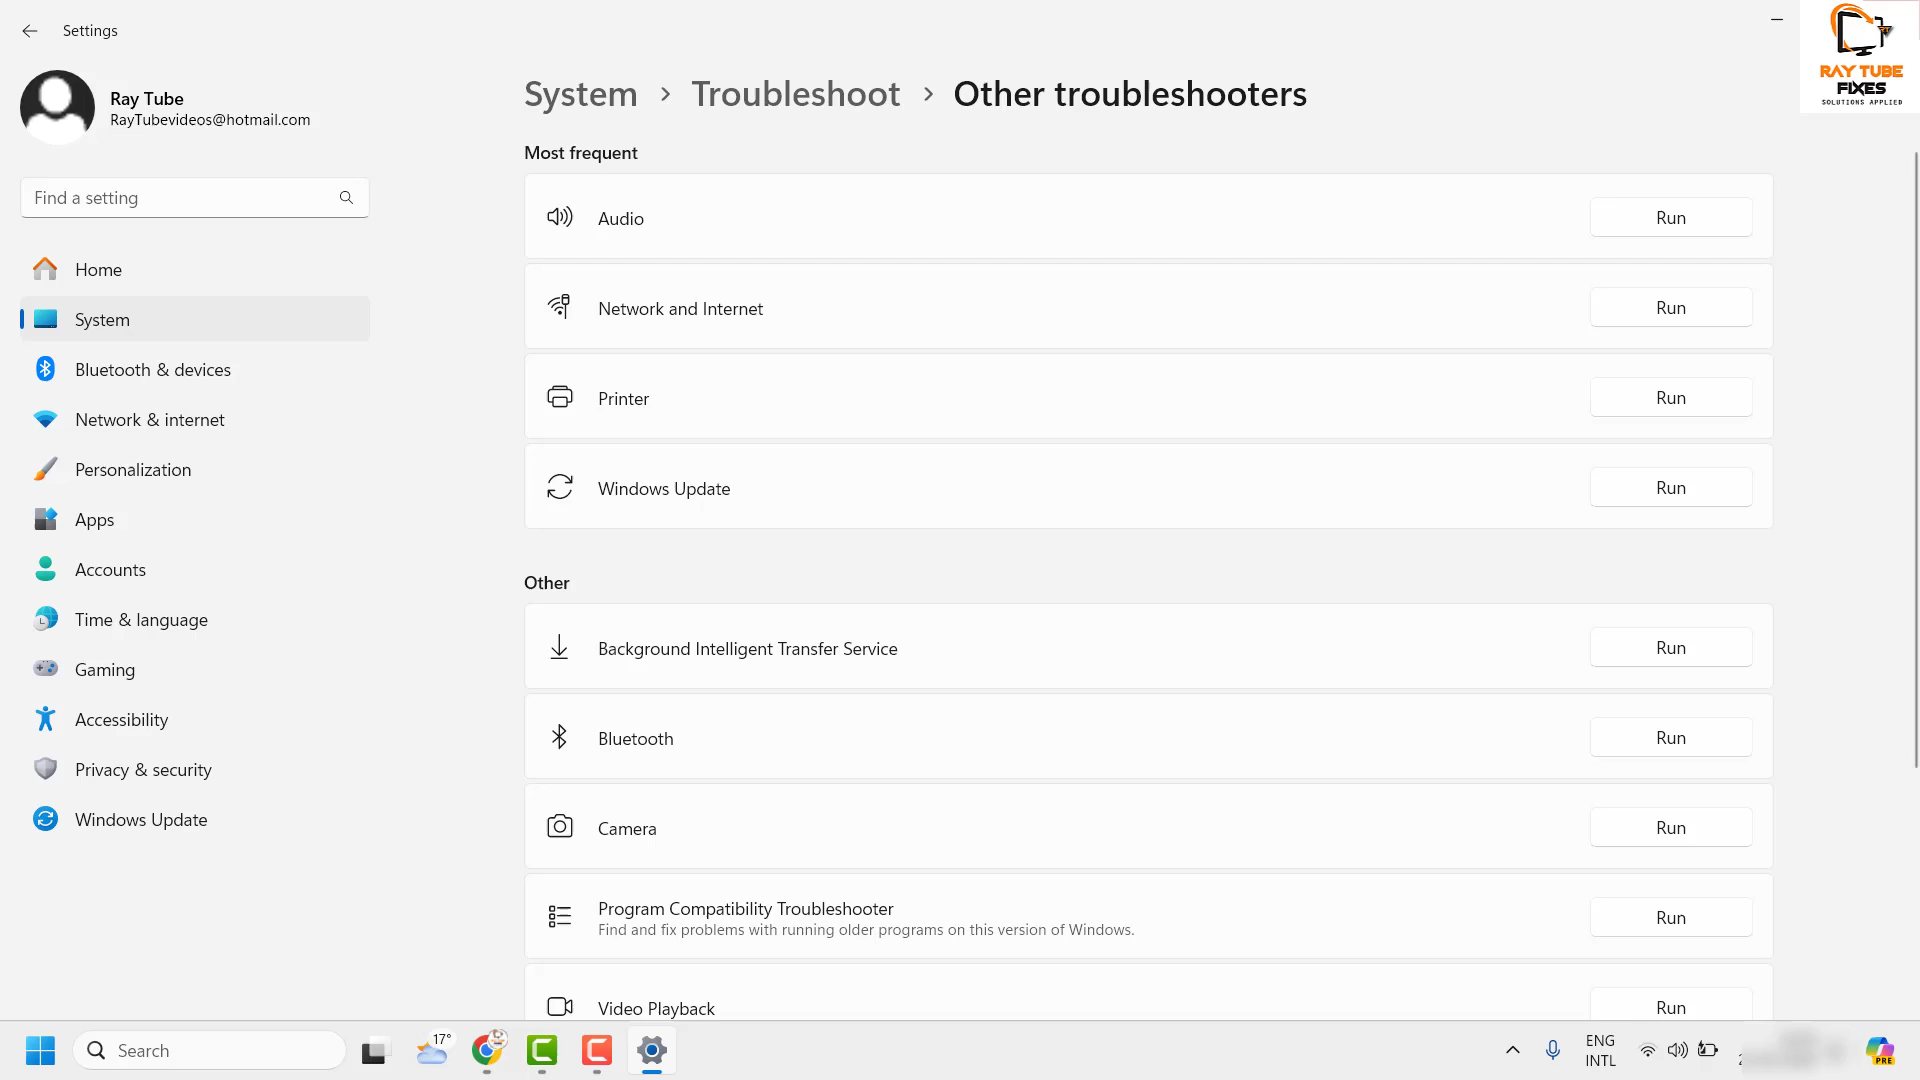 Settings
RAY TUBE
FIXES
SOLUTIONS APPLIED
Ray Tube
RayTubevideos@hotmail.com
Find a setting
Home
System
Bluetooth & devices
Network & internet
Personalization
Apps
Accounts
Time & language
Gaming
Accessibility
Privacy & security
Windows Update
System > Troubleshoot > Other troubleshooters
Most frequent
Audio Run
Network and Internet Run
Printer Run
Windows Update Run
Other
Background Intelligent Transfer Service Run
Bluetooth Run
Camera Run
Program Compatibility Troubleshooter Run
Find and fix problems with running older programs on this version of Windows.
Video Playback Run
Search
17°
ENG
INTL
PRE